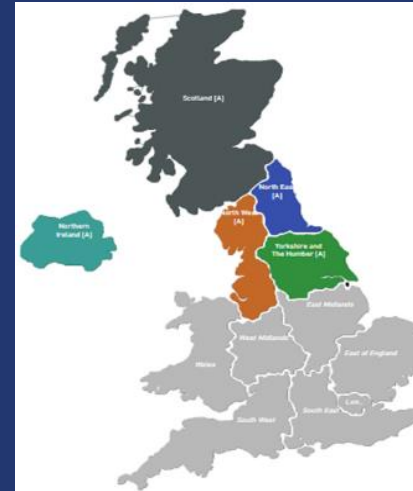 Scotland [A]
North East
[A]
North West
[A]
Northern
Ireland [A]
Yorkshire and
The Humber [A]
East Midlands
West Midlands
Wales
East of England
South West
South East
Lon.